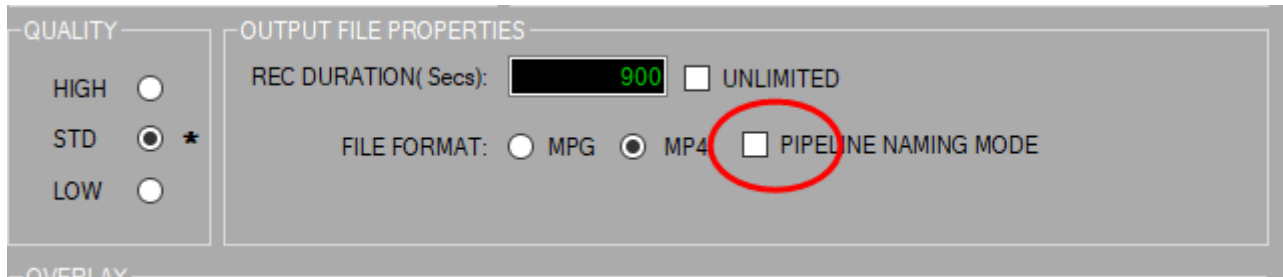 QUALITY
HIGH
STD *
LOW
OUTPUT FILE PROPERTIES
REC DURATION( Secs): 900 UNLIMITED
FILE FORMAT: MPG MP4 PIPELINE NAMING MODE
OVERLAY